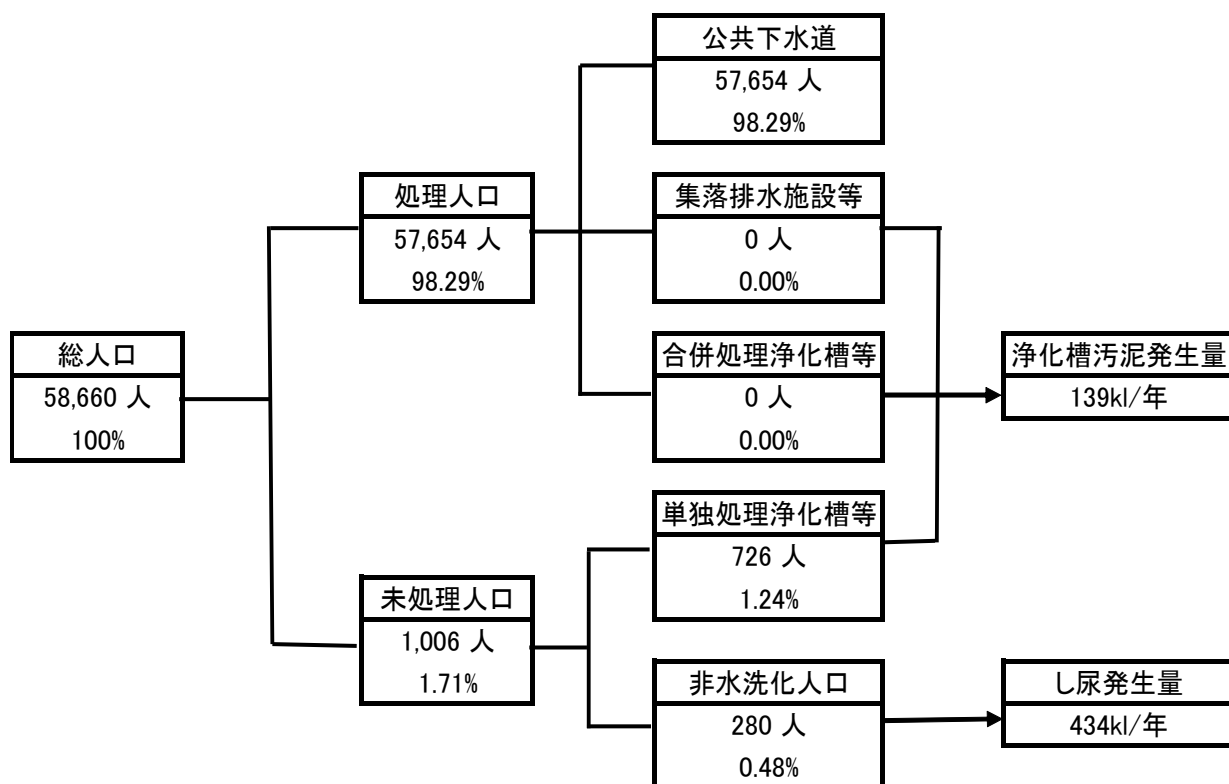 総人口
58,660 人
100%
処理人口
57,654 人
98.29%
未処理人口
1,006 人
1.71%
公共下水道
57,654 人
98.29%
集落排水施設等
0 人
0.00%
合併処理浄化槽等
0 人
0.00%
単独処理浄化槽等
726 人
1.24%
非水洗化人口
280 人
0.48%
浄化槽汚泥発生量
139kl/年
し尿発生量
434kl/年